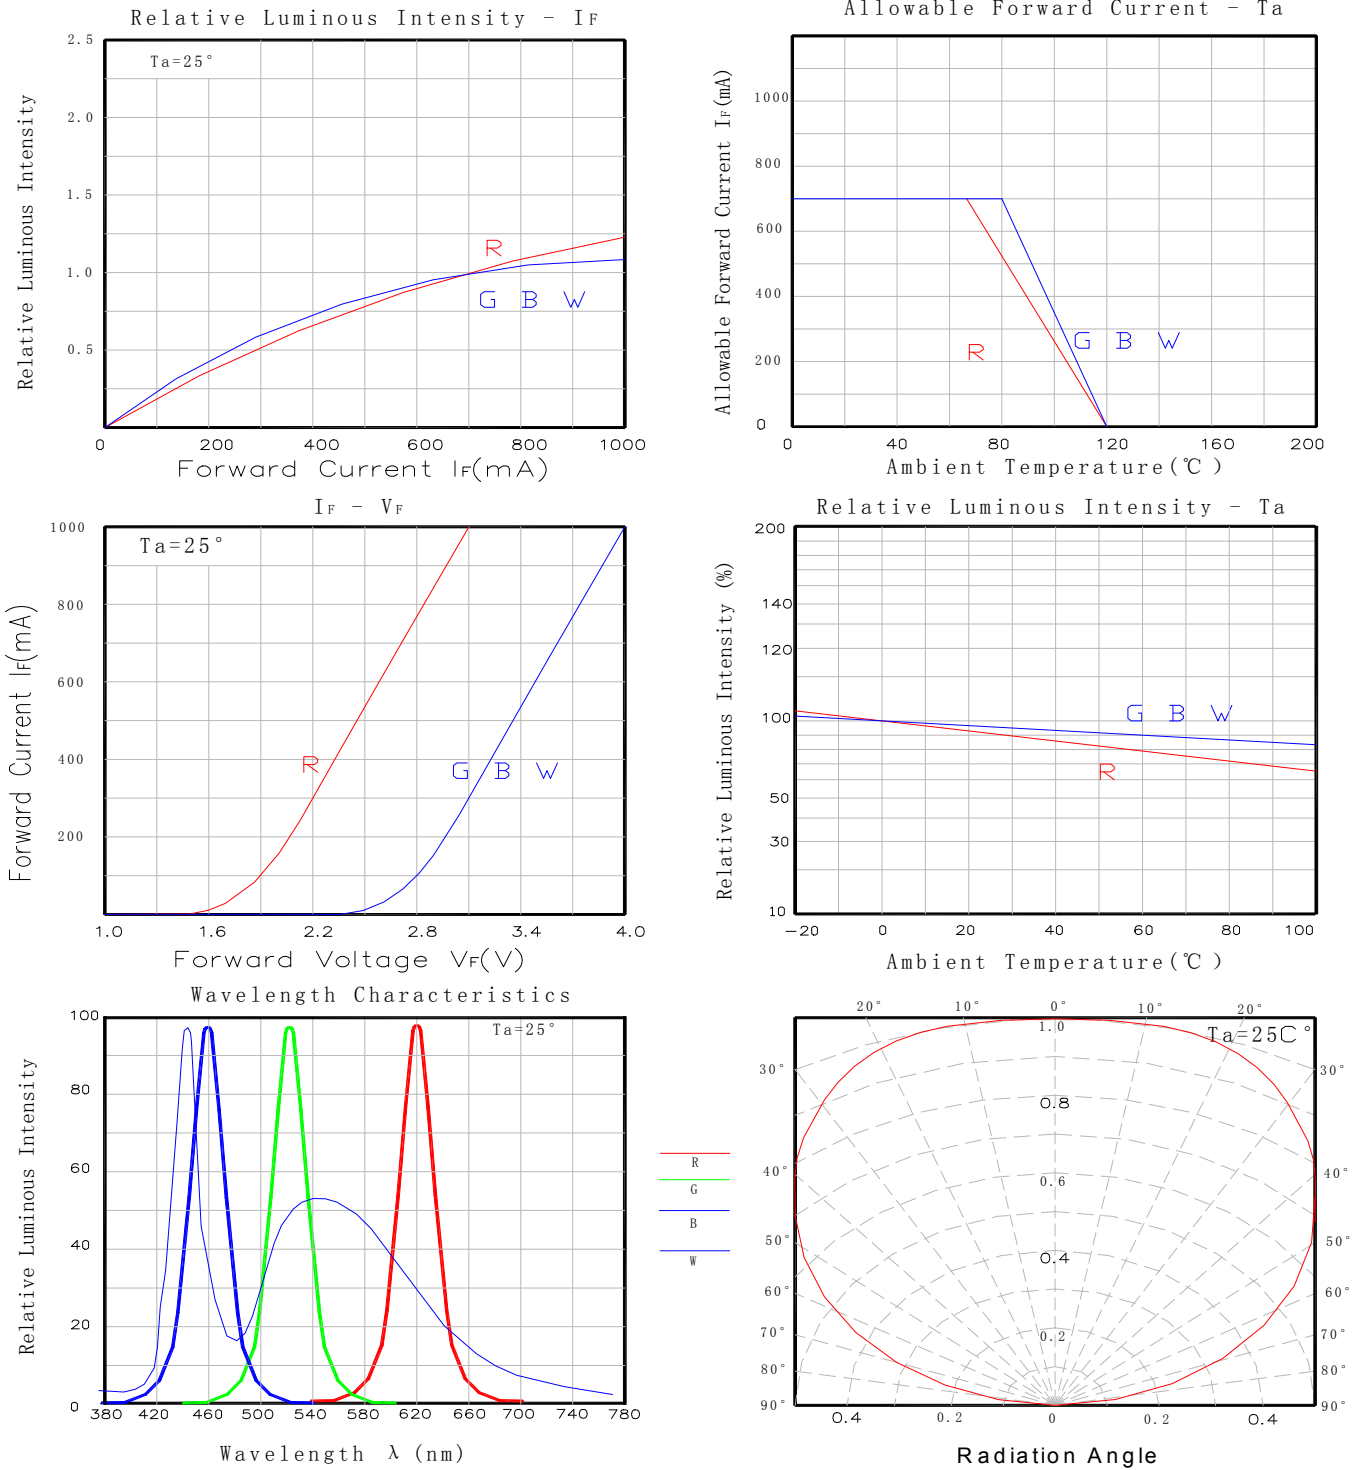 Relative Luminous Intensity - IF
Ta=25°
Relative Luminous Intensity
2.5
2.0
1.5
1.0
0.5
R
G B W
0 200 400 600 800 1000
Forward Current IF(mA)
Allowable Forward Current - Ta
Allowable Forward Current IF(mA)
1000
800
600
400
200
0
R
G B W
0 40 80 120 160 200
Ambient Temperature(℃)
IF - VF
Ta=25°
Forward Current IF(mA)
1000
800
600
400
200
R
G B W
1.0 1.6 2.2 2.8 3.4 4.0
Forward Voltage VF(V)
Relative Luminous Intensity - Ta
Relative Luminous Intensity (%)
200
140
120
100
50
30
10
G B W
R
-20 0 20 40 60 80 100
Ambient Temperature(℃)
Wavelength Characteristics
Ta=25°
Relative Luminous Intensity
100
80
60
40
20
0
380 420 460 500 540 580 620 660 700 740 780
Wavelength λ (nm)
R
G
B
W
20° 10° 0° 10° 20°
Ta=25C°
1.0
30° 30°
0.8
40° 0.6 40°
50° 0.4 50°
60° 60°
70° 0.2 70°
80° 80°
90° 90°
0.4 0.2 0 0.2 0.4
Radiation Angle